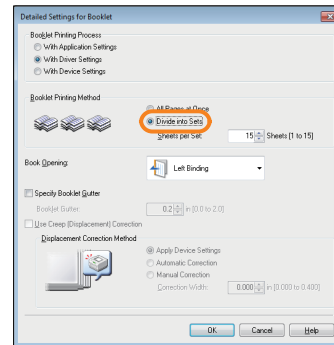 Detailed Settings for Booklet
Booklet Printing Process
With Application Settings
With Driver Settings
With Device Settings
Booklet Printing Method
All Pages at Once
Divide into Sets
Sheets per Set:
15 Sheets [1 to 15]
Book Opening:
Left Binding
Specify Booklet Gutter
Booklet Gutter:
0.2 in [0.0 to 2.0]
Use Creep (Displacement) Correction
Displacement Correction Method
Apply Device Settings
Automatic Correction
Manual Correction
Correction Width:
0.000 in [0.000 to 0.400]
OK Cancel Help